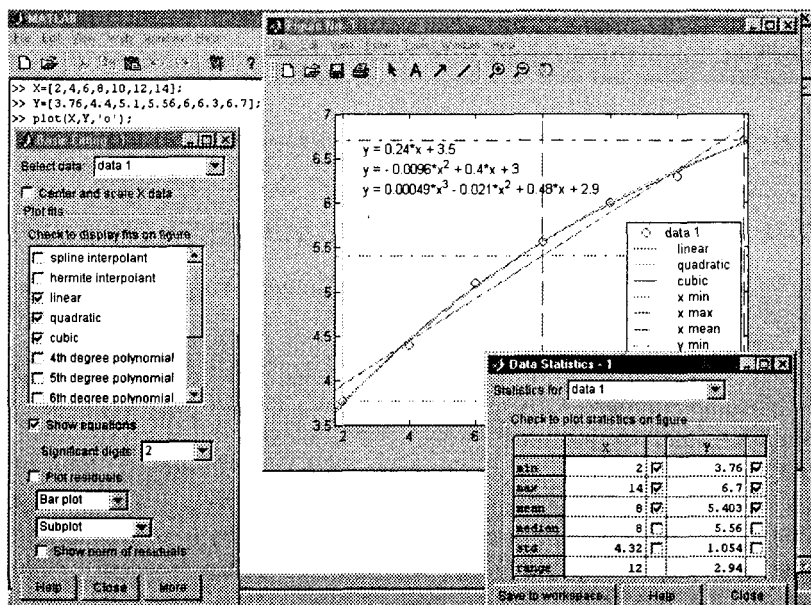 MATLAB
>> X=[2,4,6,8,10,12,14];
>> Y=[3.76,4.4,5.1,5.56,6,6.3,6.7];
>> plot(X,Y,'o');
Select data: data 1
Center and scale X data
Plot fits
Check to display fits on figure
spline interpolant
hermite interpolant
linear
quadratic
cubic
4th degree polynomial
5th degree polynomial
6th degree polynomial
Show equations
Significant digits: 2
Plot residuals
Bar plot
Subplot
Show norm of residuals
Help Close More
7
6.5
6
5.5
5
4.5
4
3.5
2 4 6
y = 0.24*x + 3.5
y = - 0.0096*x² + 0.4*x + 3
y = 0.00049*x³ - 0.021*x² + 0.48*x + 2.9
data 1
linear
quadratic
cubic
x min
x max
x mean
y min
Data Statistics - 1
Statistics for data 1
Check to plot statistics on figure
X Y
min 2 3.76
max 14 6.7
mean 8 5.403
median 8 5.56
std 4.32 1.054
range 12 2.94
Save to workspace... Help Close